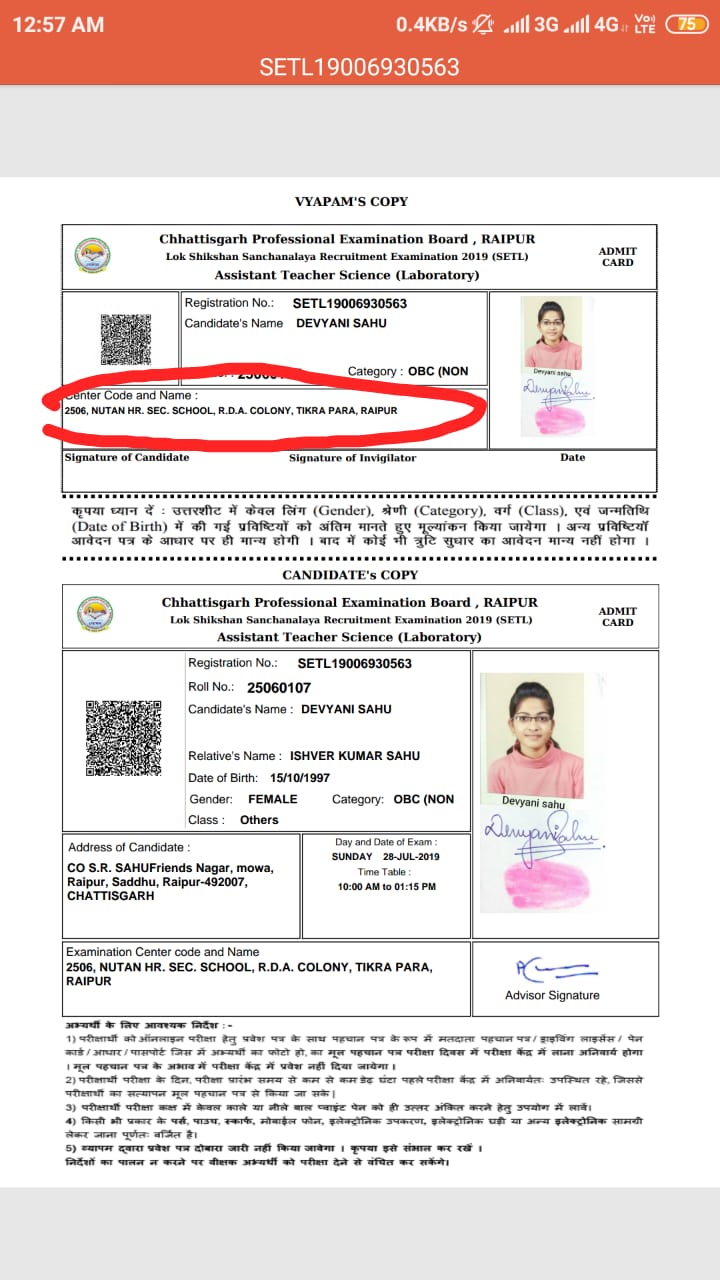 12:57 AM
0.4KB/s 3G 4G Vo)) LTE 75
SETL19006930563
VYAPAM'S COPY
Chhattisgarh Professional Examination Board , RAIPUR
Lok Shikshan Sanchanalaya Recruitment Examination 2019 (SETL)
Assistant Teacher Science (Laboratory)
ADMIT
CARD
Registration No.: SETL19006930563
Candidate's Name DEVYANI SAHU
Category : OBC (NON
Devyani sahu
Center Code and Name :
2506, NUTAN HR. SEC. SCHOOL, R.D.A. COLONY, TIKRA PARA, RAIPUR
Signature of Candidate Signature of Invigilator Date
कृपया ध्यान दें : उत्तरशीट में केवल लिंग (Gender), श्रेणी (Category), वर्ग (Class), एवं जन्मतिथि
(Date of Birth) में की गई प्रविष्टियों को अंतिम मानते हुए मूल्यांकन किया जायेगा । अन्य प्रविष्टियाँ
आवेदन पत्र के आधार पर ही मान्य होगी । बाद में कोई भी त्रुटि सुधार का आवेदन मान्य नहीं होगा ।
CANDIDATE's COPY
Chhattisgarh Professional Examination Board , RAIPUR
Lok Shikshan Sanchanalaya Recruitment Examination 2019 (SETL)
Assistant Teacher Science (Laboratory)
ADMIT
CARD
Registration No.: SETL19006930563
Roll No.: 25060107
Candidate's Name : DEVYANI SAHU
Relative's Name : ISHVER KUMAR SAHU
Date of Birth: 15/10/1997
Gender: FEMALE Category: OBC (NON
Class : Others
Devyani sahu
Address of Candidate :
CO S.R. SAHUFriends Nagar, mowa,
Raipur, Saddhu, Raipur-492007,
CHATTISGARH
Day and Date of Exam :
SUNDAY 28-JUL-2019
Time Table :
10:00 AM to 01:15 PM
Examination Center code and Name
2506, NUTAN HR. SEC. SCHOOL, R.D.A. COLONY, TIKRA PARA,
RAIPUR
Advisor Signature
अभ्यर्थी के लिए आवश्यक निर्देश : -
1) परीक्षार्थी को ऑनलाइन परीक्षा हेतु प्रवेश पत्र के साथ पहचान पत्र के रूप में मतदाता पहचान पत्र / ड्राइविंग लाइसेंस / पेन
कार्ड / आधार / पासपोर्ट जिस में अभ्यर्थी का फोटो हो, का मूल पहचान पत्र परीक्षा दिवस में परीक्षा केंद्र में लाना अनिवार्य होगा
। मूल पहचान पत्र के अभाव में परीक्षा केंद्र में प्रवेश नहीं दिया जायेगा ।
2) परीक्षार्थी परीक्षा के दिन, परीक्षा प्रारंभ समय से कम से कम डेढ़ घंटा पहले परीक्षा केंद्र में अनिवार्यतः उपस्थित रहे, जिससे
परीक्षार्थी का सत्यापन मूल पहचान पत्र से किया जा सके |
3) परीक्षार्थी परीक्षा कक्ष में केवल काले या नीले बाल प्वाइंट पेन को ही उत्तर अंकित करने हेतु उपयोग में लावें।
4) किसी भी प्रकार के पर्स, पाउच, स्कार्फ, मोबाईल फोन, इलेक्ट्रोनिक उपकरण, इलेक्ट्रोनिक घड़ी या अन्य इलेक्ट्रोनिक सामग्री
लेकर जाना पूर्णतः वर्जित है।
5) व्यापम द्वारा प्रवेश पत्र दोबारा जारी नहीं किया जावेगा । कृपया इसे संभाल कर रखें ।
निर्देशों का पालन न करने पर वीक्षक अभ्यर्थी को परीक्षा देने से वंचित कर सकेंगे।